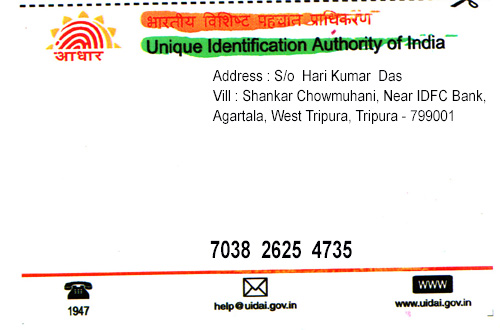 भारतीय विशिष्ट पहचान प्राधिकरण
Unique Identification Authority of India
आधार
Address : S/o Hari Kumar Das
Vill : Shankar Chowmuhani, Near IDFC Bank,
Agartala, West Tripura, Tripura - 799001
7038 2625 4735
1947
help@uidai.gov.in
WWW
www.uidai.gov.in